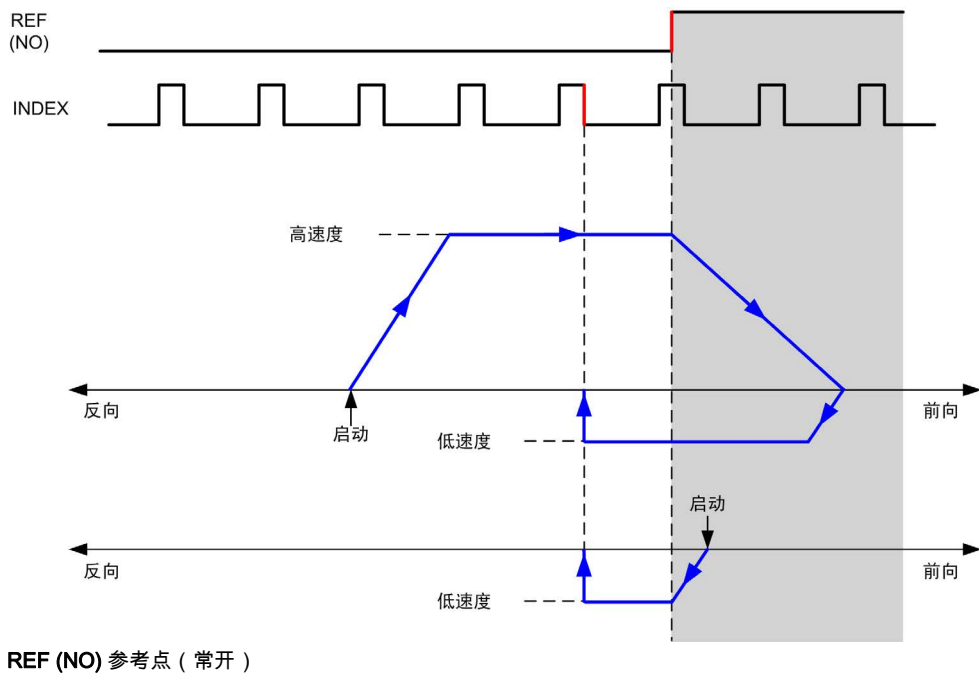 REF
(NO)
INDEX
高速度
反向
前向
启动
低速度
启动
反向
前向
低速度
REF (NO) 参考点（常开）